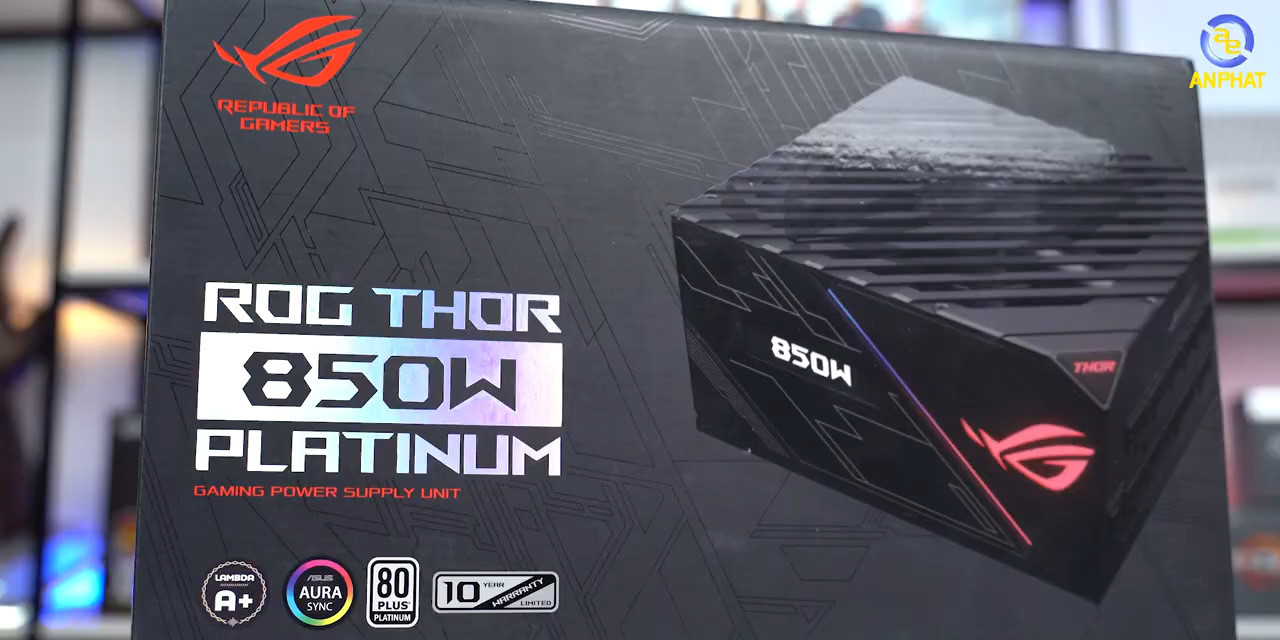 ae
ANPHAT
REPUBLIC OF
GAMERS
ROG THOR
850W
PLATINUM
GAMING POWER SUPPLY UNIT
850W
THOR
LAMBDA
A+
ASUS
AURA
SYNC
80
PLUS
PLATINUM
10 YEAR
WARRANTY
LIMITED